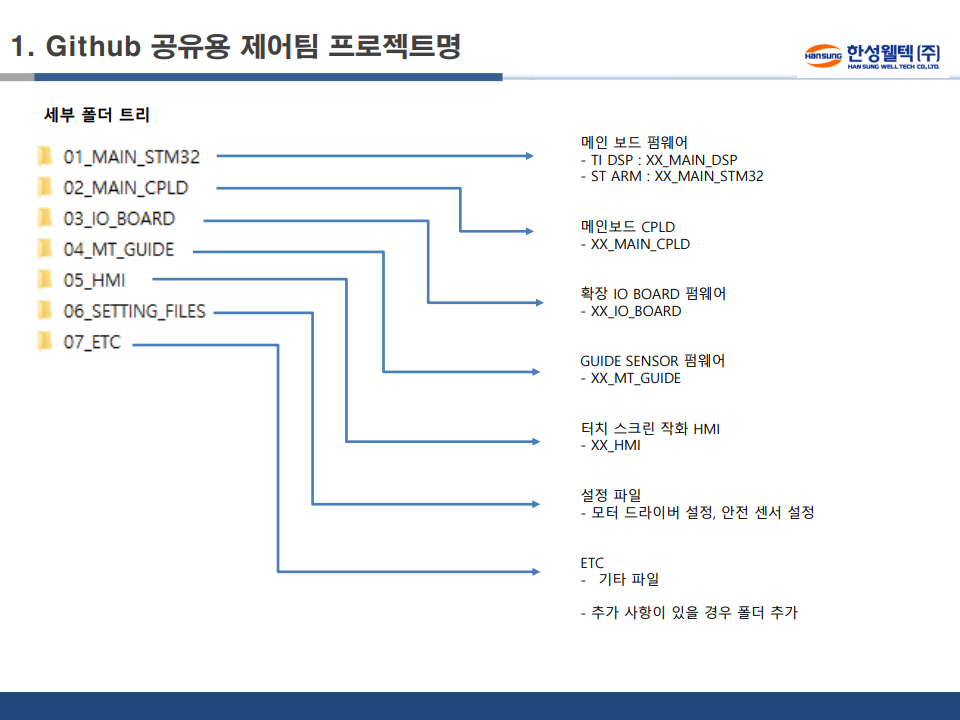 1. Github 공유용 제어팀 프로젝트명
HANSUNG 한성웰텍(주)
HAN SUNG WELL TECH CO.,LTD.
세부 폴더 트리
01_MAIN_STM32
02_MAIN_CPLD
03_IO_BOARD
04_MT_GUIDE
05_HMI
06_SETTING_FILES
07_ETC
메인 보드 펌웨어
- TI DSP : XX_MAIN_DSP
- ST ARM : XX_MAIN_STM32
메인보드 CPLD
- XX_MAIN_CPLD
확장 IO BOARD 펌웨어
- XX_IO_BOARD
GUIDE SENSOR 펌웨어
- XX_MT_GUIDE
터치 스크린 작화 HMI
- XX_HMI
설정 파일
- 모터 드라이버 설정, 안전 센서 설정
ETC
- 기타 파일
- 추가 사항이 있을 경우 폴더 추가